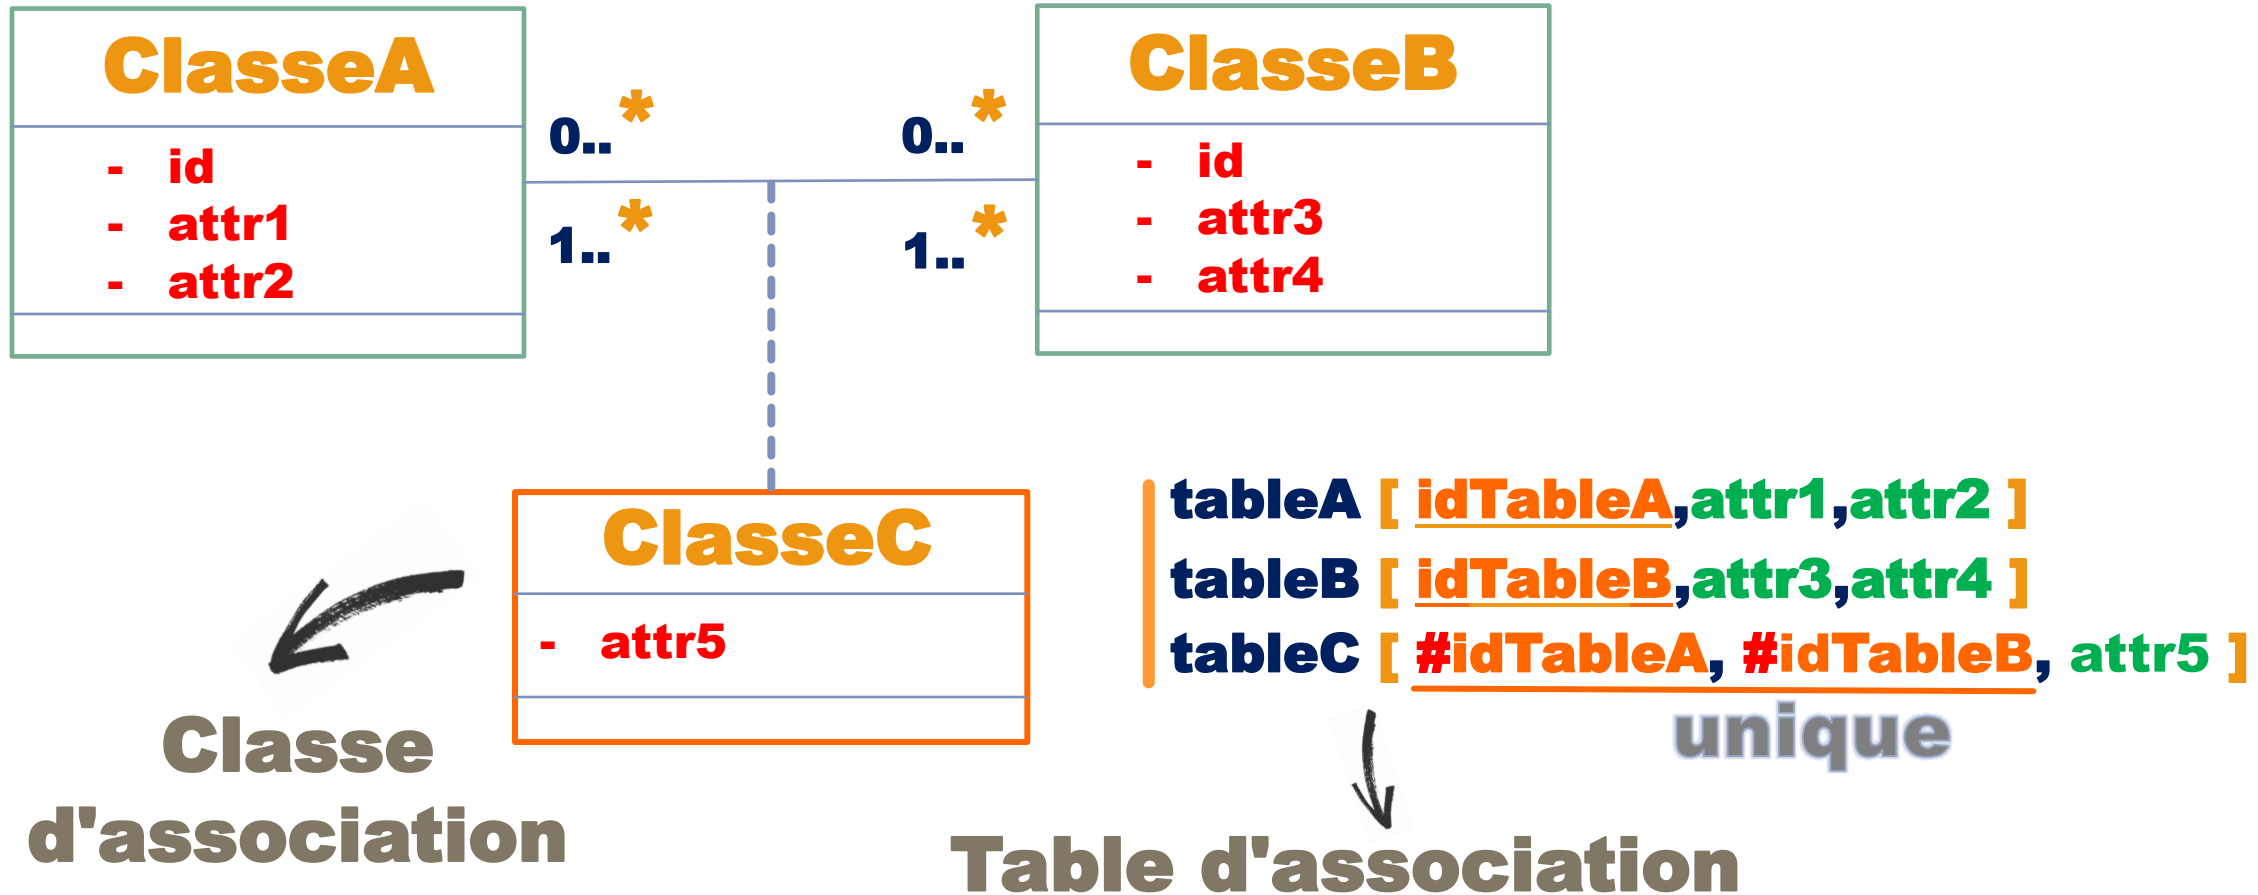 ClasseA
- id
- attr1
- attr2
0..*
1..*
0..*
1..*
ClasseB
- id
- attr3
- attr4
ClasseC
- attr5
Classe
d'association
tableA [ idTableA,attr1,attr2 ]
tableB [ idTableB,attr3,attr4 ]
tableC [ #idTableA, #idTableB, attr5 ]
unique
Table d'association